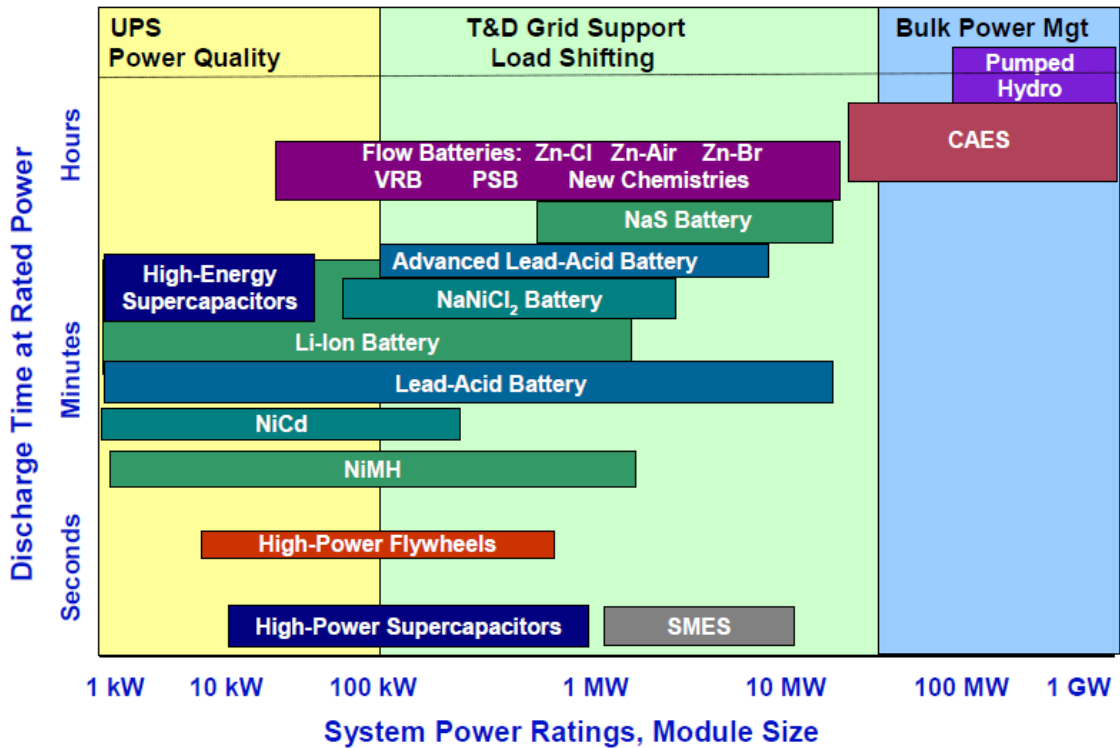 UPS
Power Quality
T&D Grid Support
Load Shifting
Bulk Power Mgt
Pumped
Hydro
CAES
Flow Batteries: Zn-Cl Zn-Air Zn-Br
VRB PSB New Chemistries
NaS Battery
Advanced Lead-Acid Battery
High-Energy
Supercapacitors
NaNiCl₂ Battery
Li-Ion Battery
Lead-Acid Battery
NiCd
NiMH
High-Power Flywheels
High-Power Supercapacitors
SMES
Discharge Time at Rated Power
Hours
Minutes
Seconds
1 kW 10 kW 100 kW 1 MW 10 MW 100 MW 1 GW
System Power Ratings, Module Size